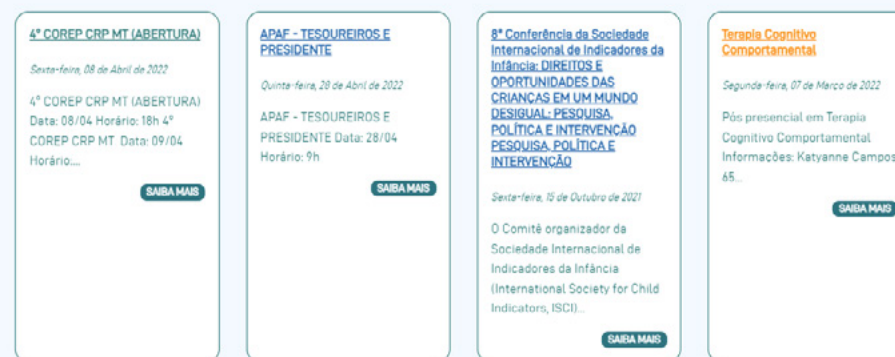 4° COREP CRP MT (ABERTURA)
Sexta-feira, 08 de Abril de 2022
4° COREP CRP MT (ABERTURA)
Data: 08/04 Horário: 18h 4°
COREP CRP MT Data: 09/04
Horário:...
SAIBA MAIS
APAF - TESOUREIROS E
PRESIDENTE
Quinta-feira, 28 de Abril de 2022
APAF - TESOUREIROS E
PRESIDENTE Data: 28/04
Horário: 9h
SAIBA MAIS
8ª Conferência da Sociedade
Internacional de Indicadores da
Infância: DIREITOS E
OPORTUNIDADES DAS
CRIANÇAS EM UM MUNDO
DESIGUAL: PESQUISA,
POLÍTICA E INTERVENÇÃO
PESQUISA, POLÍTICA E
INTERVENÇÃO
Sexta-feira, 15 de Outubro de 2021
O Comitê organizador da
Sociedade Internacional de
Indicadores da Infância
(International Society for Child
Indicators, ISCI)...
SAIBA MAIS
Terapia Cognitivo
Comportamental
Segunda-feira, 07 de Março de 2022
Pós presencial em Terapia
Cognitivo Comportamental
Informações: Katyanne Campos
65...
SAIBA MAIS